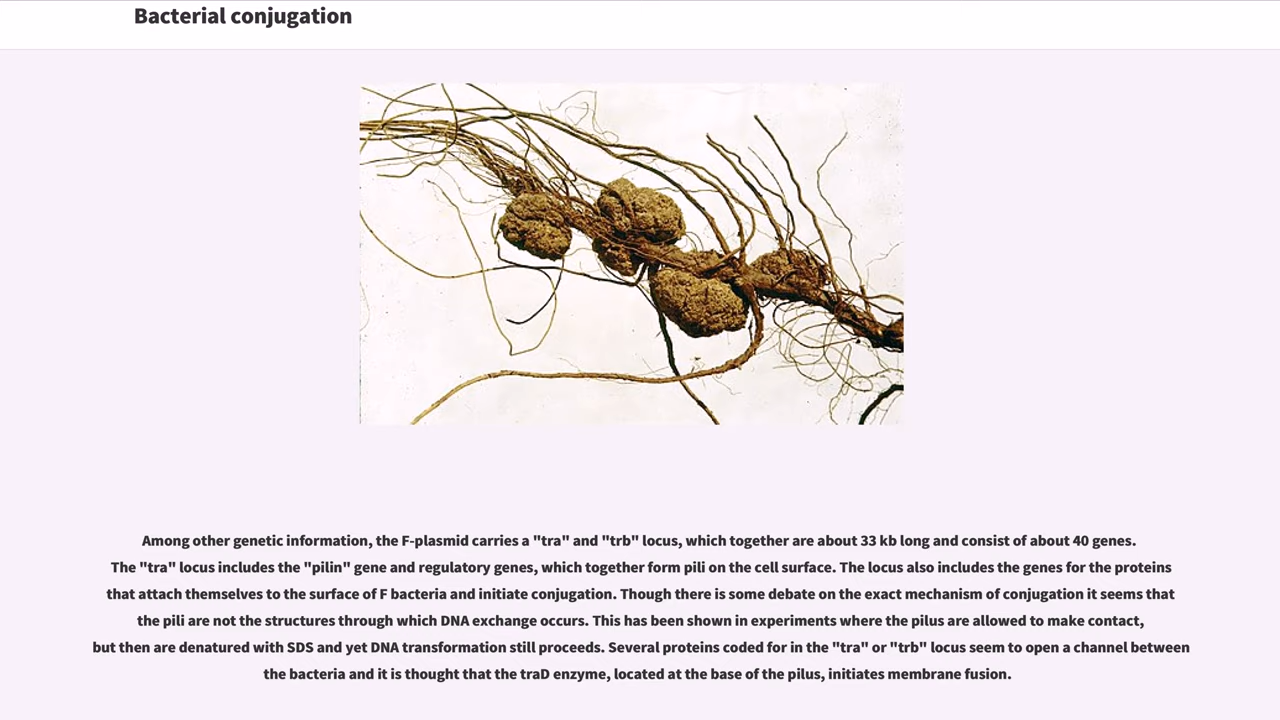 Bacterial conjugation
Among other genetic information, the F-plasmid carries a "tra" and "trb" locus, which together are about 33 kb long and consist of about 40 genes.
The "tra" locus includes the "pilin" gene and regulatory genes, which together form pili on the cell surface. The locus also includes the genes for the proteins
that attach themselves to the surface of F bacteria and initiate conjugation. Though there is some debate on the exact mechanism of conjugation it seems that
the pili are not the structures through which DNA exchange occurs. This has been shown in experiments where the pilus are allowed to make contact,
but then are denatured with SDS and yet DNA transformation still proceeds. Several proteins coded for in the "tra" or "trb" locus seem to open a channel between
the bacteria and it is thought that the traD enzyme, located at the base of the pilus, initiates membrane fusion.